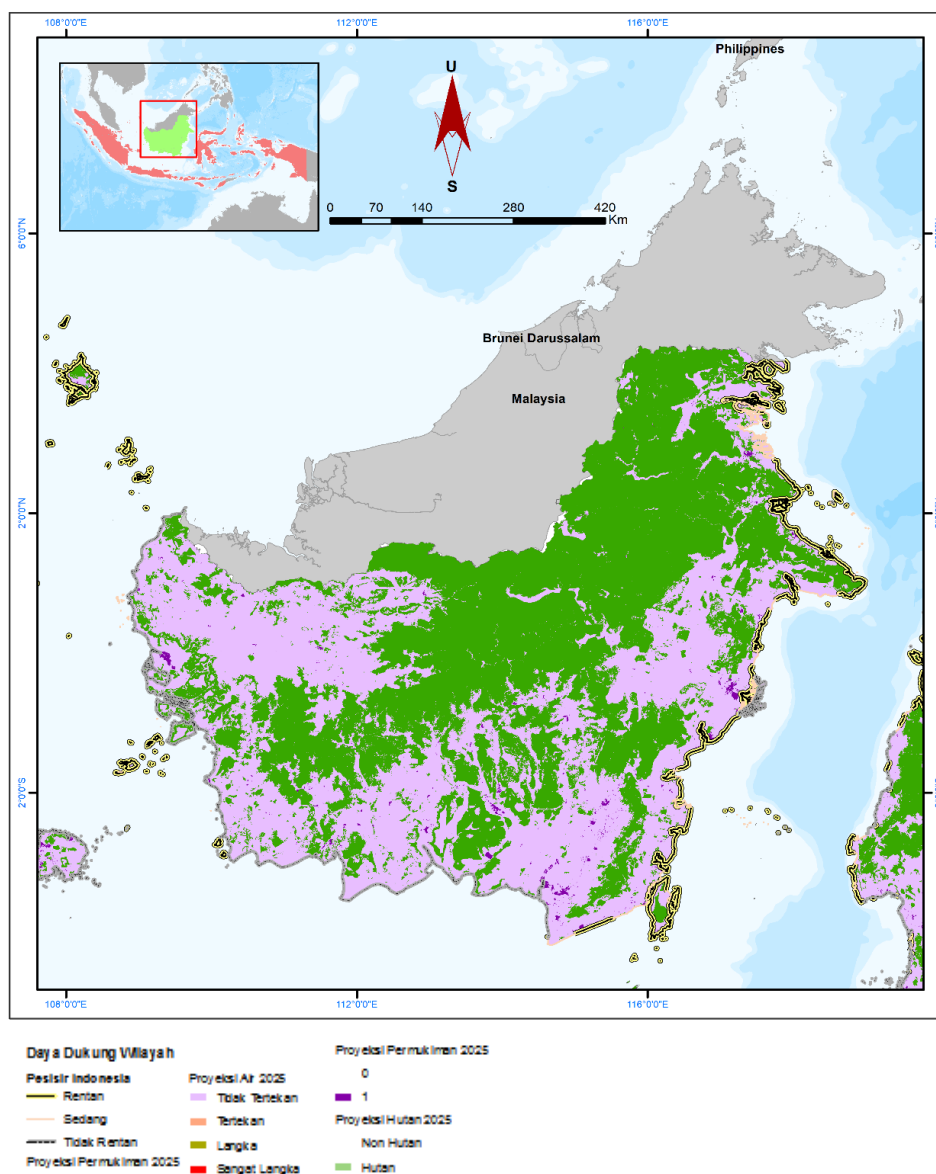 108°0'0"E
112°0'0"E
116°0'0"E
Philippines
U
S
0 70 140 280 420
Km
6°0'0"N
Brunei Darussalam
Malaysia
2°0'0"N
2°0'0"S
108°0'0"E
112°0'0"E
116°0'0"E
Daya Dukung Wilayah
Pesisir Indonesia
Rentan
Sedang
Tidak Rentan
Proyeksi Permukiman 2025
Proyeksi Air 2025
Tidak Tertekan
Tertekan
Langka
Sangat Langka
Proyeksi Permukiman 2025
0
1
Proyeksi Hutan 2025
Non Hutan
Hutan